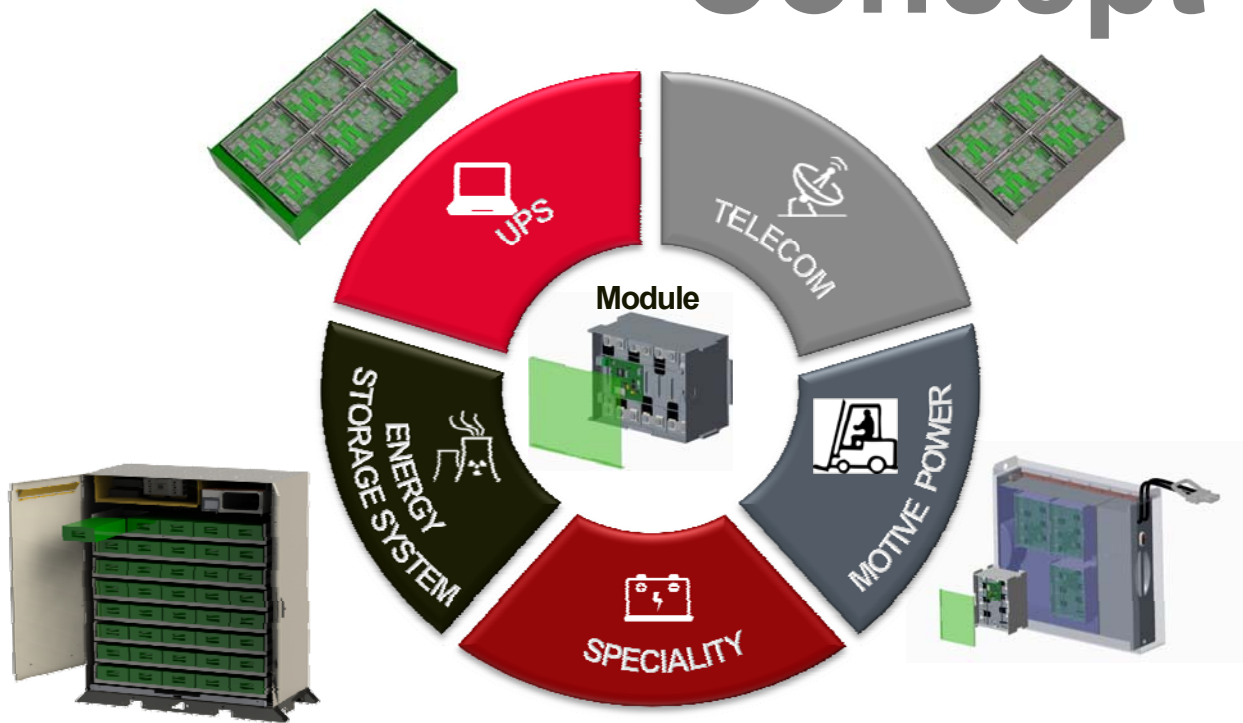 Concept
UPS
TELECOM
Module
ENERGY
STORAGE SYSTEM
MOTIVE POWER
SPECIALITY